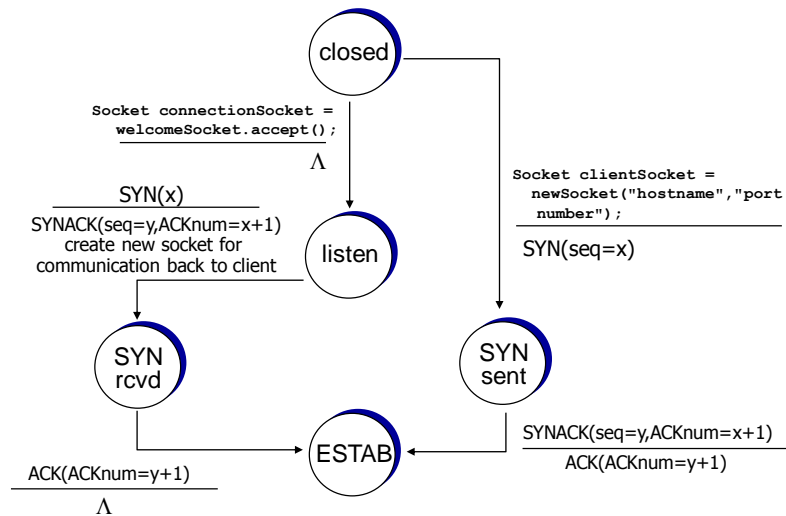 closed
Socket connectionSocket =
welcomeSocket.accept();
Λ
Socket clientSocket =
newSocket("hostname","port
number");
SYN(seq=x)
SYN(x)
SYNACK(seq=y,ACKnum=x+1)
create new socket for
communication back to client
listen
SYN
rcvd
SYN
sent
ESTAB
SYNACK(seq=y,ACKnum=x+1)
ACK(ACKnum=y+1)
ACK(ACKnum=y+1)
Λ